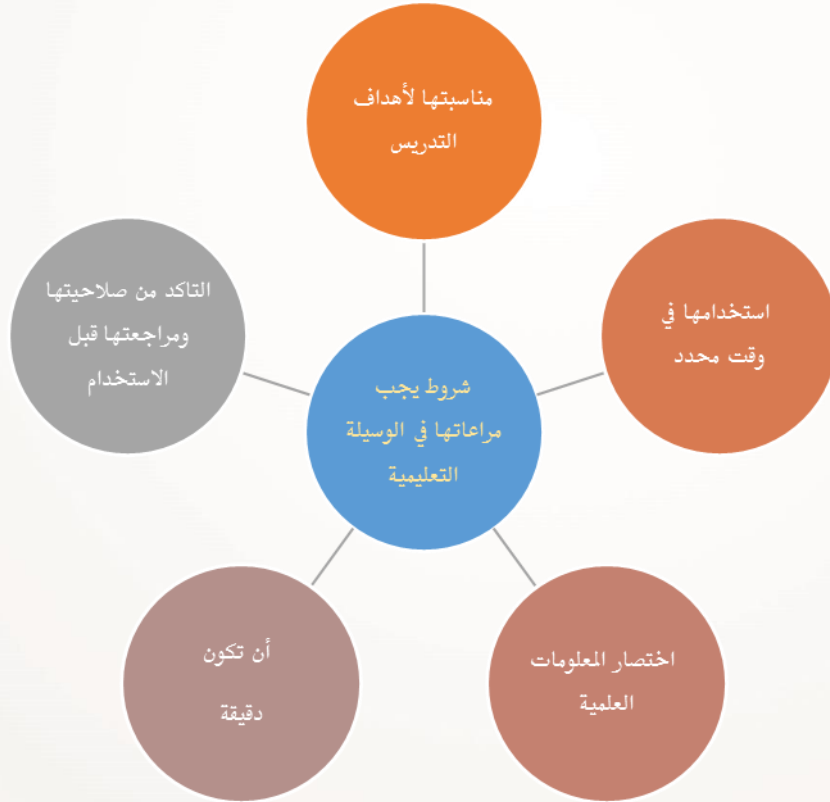 مناسبتها لأهداف
التدريس
استخدامها في
وقت محدد
التاكد من صلاحيتها
ومراجعتها قبل
الاستخدام
شروط يجب
مراعاتها في الوسيلة
التعليمية
اختصار المعلومات
العلمية
أن تكون
دقيقة